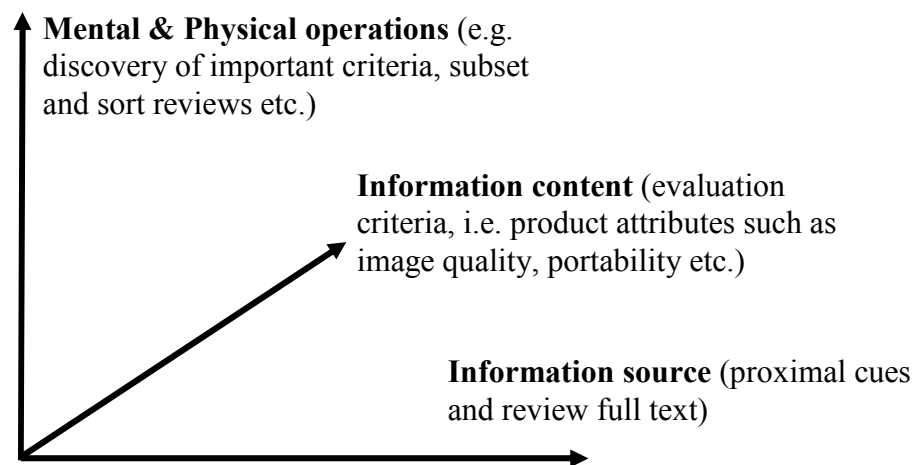 Mental & Physical operations (e.g.
discovery of important criteria, subset
and sort reviews etc.)
Information content (evaluation
criteria, i.e. product attributes such as
image quality, portability etc.)
Information source (proximal cues
and review full text)